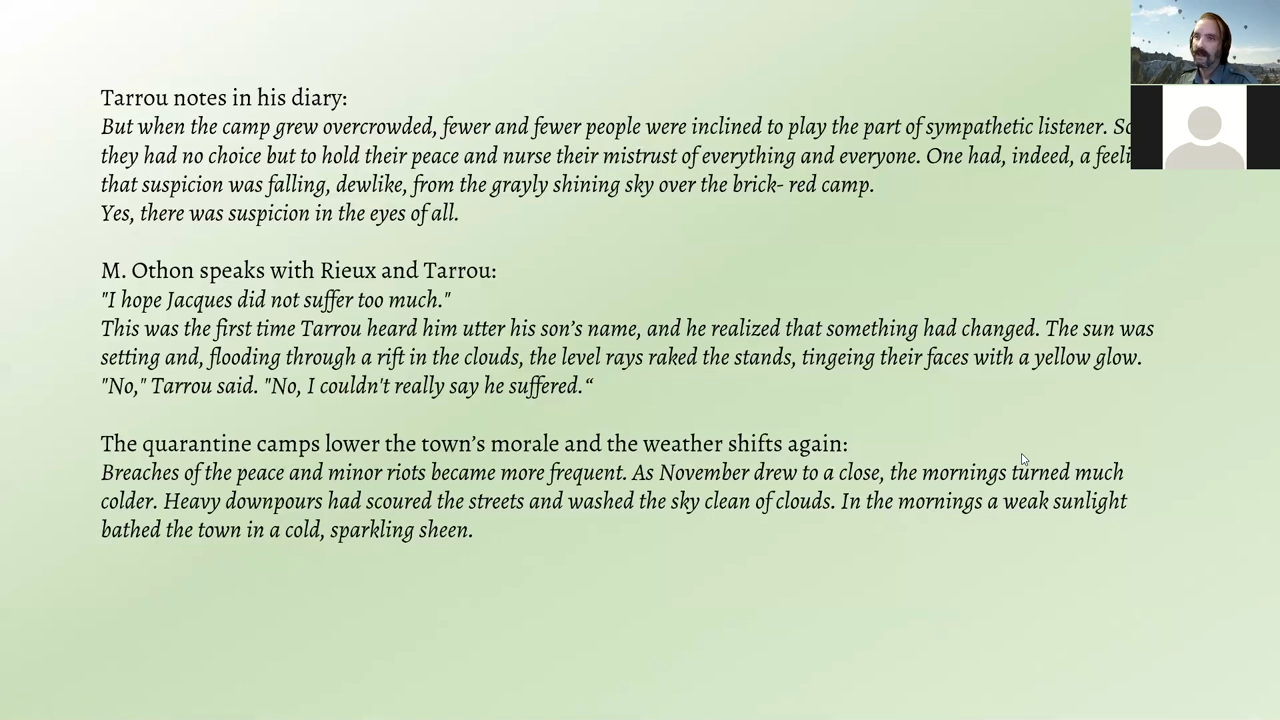 Tarrou notes in his diary:
But when the camp grew overcrowded, fewer and fewer people were inclined to play the part of sympathetic listener. So
they had no choice but to hold their peace and nurse their mistrust of everything and everyone. One had, indeed, a
that suspicion was falling, dewlike, from the grayly shining sky over the brick- red camp.
Yes, there was suspicion in the eyes of all.
M. Othon speaks with Rieux and Tarrou:
"I hope Jacques did not suffer too much."
This was the first time Tarrou heard him utter his son’s name, and he realized that something had changed. The sun was
setting and, flooding through a rift in the clouds, the level rays raked the stands, tingeing their faces with a yellow glow.
"No," Tarrou said. "No, I couldn't really say he suffered.“
The quarantine camps lower the town’s morale and the weather shifts again:
Breaches of the peace and minor riots became more frequent. As November drew to a close, the mornings turned much
colder. Heavy downpours had scoured the streets and washed the sky clean of clouds. In the mornings a weak sunlight
bathed the town in a cold, sparkling sheen.